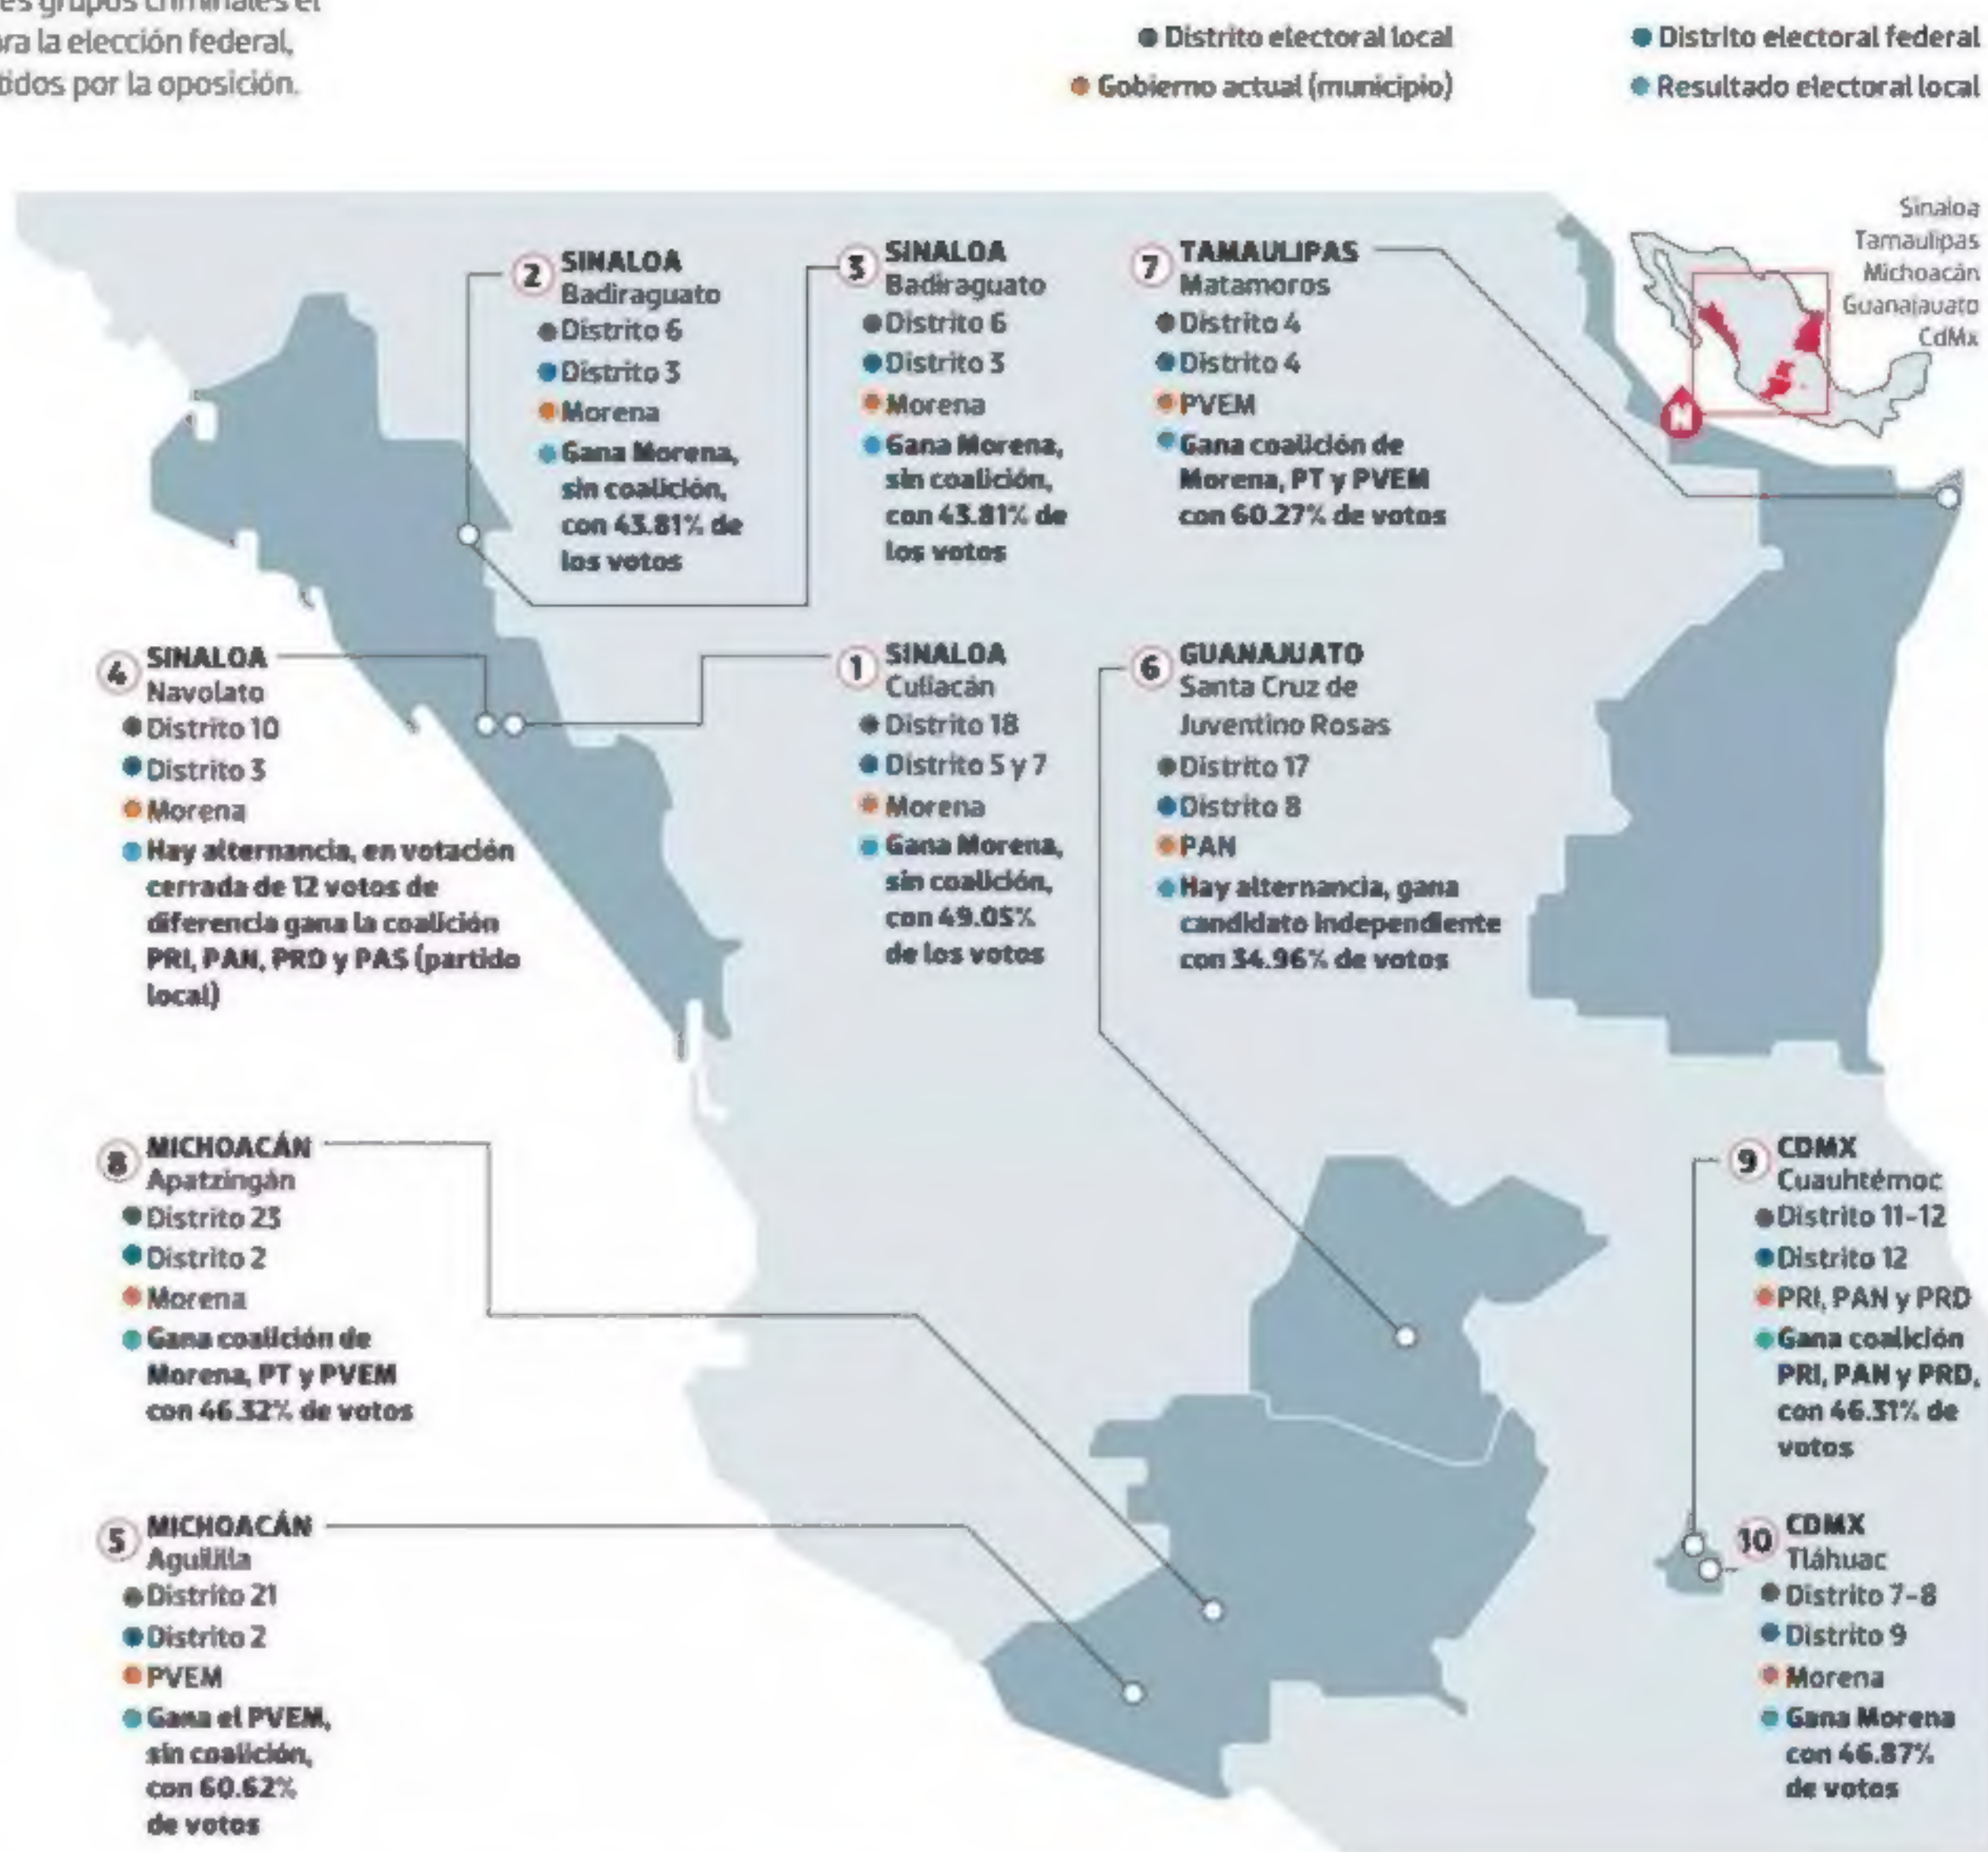 es grupos criminales el
ra la elección federal,
tidos por la oposición.
Distrito electoral local
Distrito electoral federal
Gobierno actual (municipio)
Resultado electoral local
Sinaloa
Tamaulipas
Michoacán
Guanajauato
CdMx
N
2
SINALOA
Badiraguato
Distrito 6
Distrito 3
Morena
Gana Morena,
sin coalición,
con 43.81% de
los votos
3
SINALOA
Badiraguato
Distrito 6
Distrito 3
Morena
Gana Morena,
sin coalición,
con 43.81% de
los votos
7
TAMAULIPAS
Matamoros
Distrito 4
Distrito 4
PVEM
Gana coalición de
Morena, PT y PVEM
con 60.27% de votos
4
SINALOA
Navolato
Distrito 10
Distrito 3
Morena
Hay alternancia, en votación
cerrada de 12 votos de
diferencia gana la coalición
PRI, PAN, PRD y PAS (partido
local)
1
SINALOA
Culiacán
Distrito 18
Distrito 5 y 7
Morena
Gana Morena,
sin coalición,
con 49.05%
de los votos
6
GUANAJUATO
Santa Cruz de
Juventino Rosas
Distrito 17
Distrito 8
PAN
Hay alternancia, gana
candidato independiente
con 34.96% de votos
8
MICHOACÁN
Apatzingán
Distrito 23
Distrito 2
Morena
Gana coalición de
Morena, PT y PVEM
con 46.32% de votos
9
CDMX
Cuauhtémoc
Distrito 11-12
Distrito 12
PRI, PAN y PRD
Gana coalición
PRI, PAN y PRD,
con 46.31% de
votos
5
MICHOACÁN
Aguililla
Distrito 21
Distrito 2
PVEM
Gana el PVEM,
sin coalición,
con 60.62%
de votos
10
CDMX
Tláhuac
Distrito 7-8
Distrito 9
Morena
Gana Morena
con 46.87%
de votos